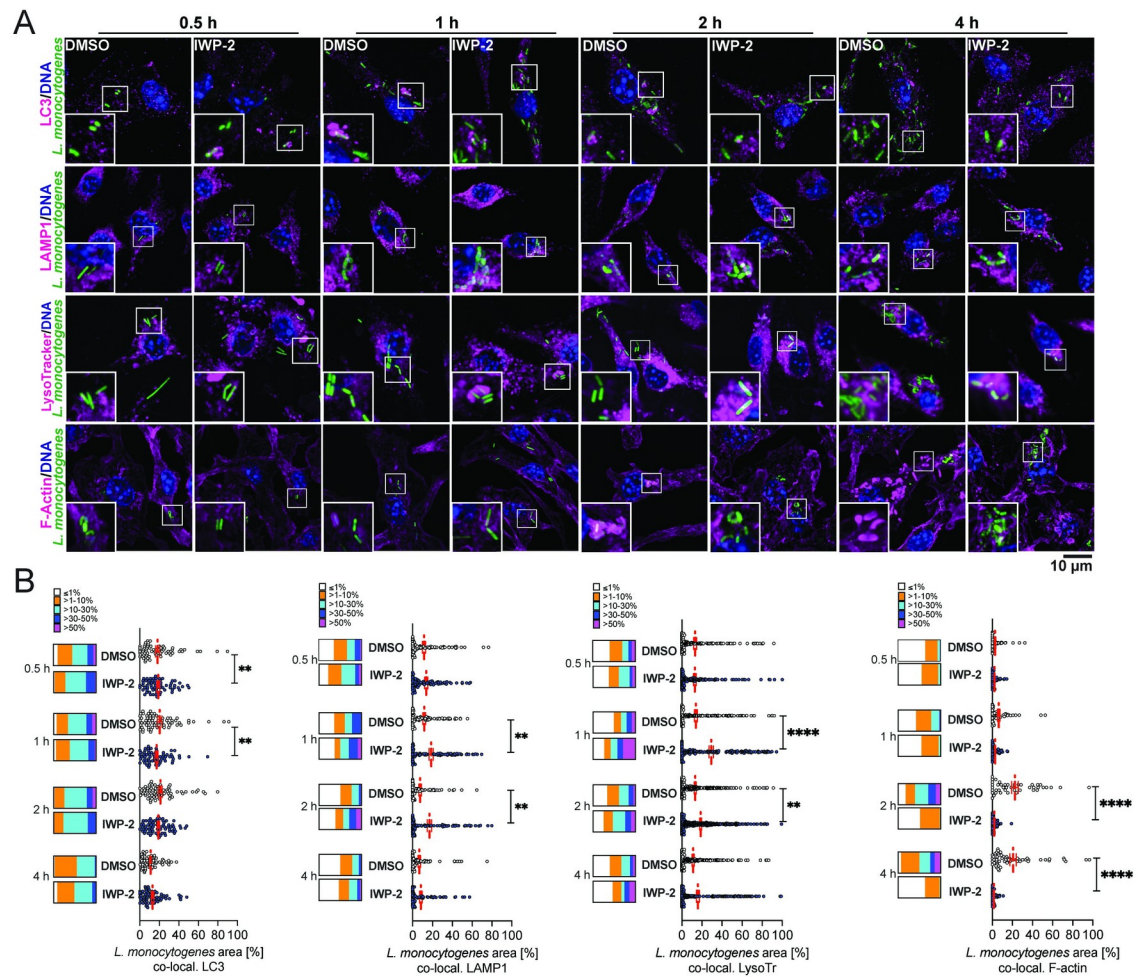 A
0.5 h
1 h
2 h
4 h
DMSO
IWP-2
DMSO
IWP-2
DMSO
IWP-2
DMSO
IWP-2
LC3/DNA
L. monocytogenes
LAMP1/DNA
L. monocytogenes
LysoTracker/DNA
L. monocytogenes
F-Actin/DNA
L. monocytogenes
10 µm
B
≤1%
>1-10%
>10-30%
>30-50%
>50%
0.5 h
DMSO
IWP-2
**
1 h
DMSO
IWP-2
**
2 h
DMSO
IWP-2
4 h
DMSO
IWP-2
0 20 40 60 80 100
L. monocytogenes area [%]
co-local. LC3
≤1%
>1-10%
>10-30%
>30-50%
>50%
0.5 h
DMSO
IWP-2
1 h
DMSO
IWP-2
**
2 h
DMSO
IWP-2
**
4 h
DMSO
IWP-2
0 20 40 60 80 100
L. monocytogenes area [%]
co-local. LAMP1
≤1%
>1-10%
>10-30%
>30-50%
>50%
0.5 h
DMSO
IWP-2
1 h
DMSO
IWP-2
****
2 h
DMSO
IWP-2
**
4 h
DMSO
IWP-2
0 20 40 60 80 100
L. monocytogenes area [%]
co-local. LysoTr
≤1%
>1-10%
>10-30%
>30-50%
>50%
0.5 h
DMSO
IWP-2
1 h
DMSO
IWP-2
2 h
DMSO
IWP-2
****
4 h
DMSO
IWP-2
****
0 20 40 60 80 100
L. monocytogenes area [%]
co-local. F-actin